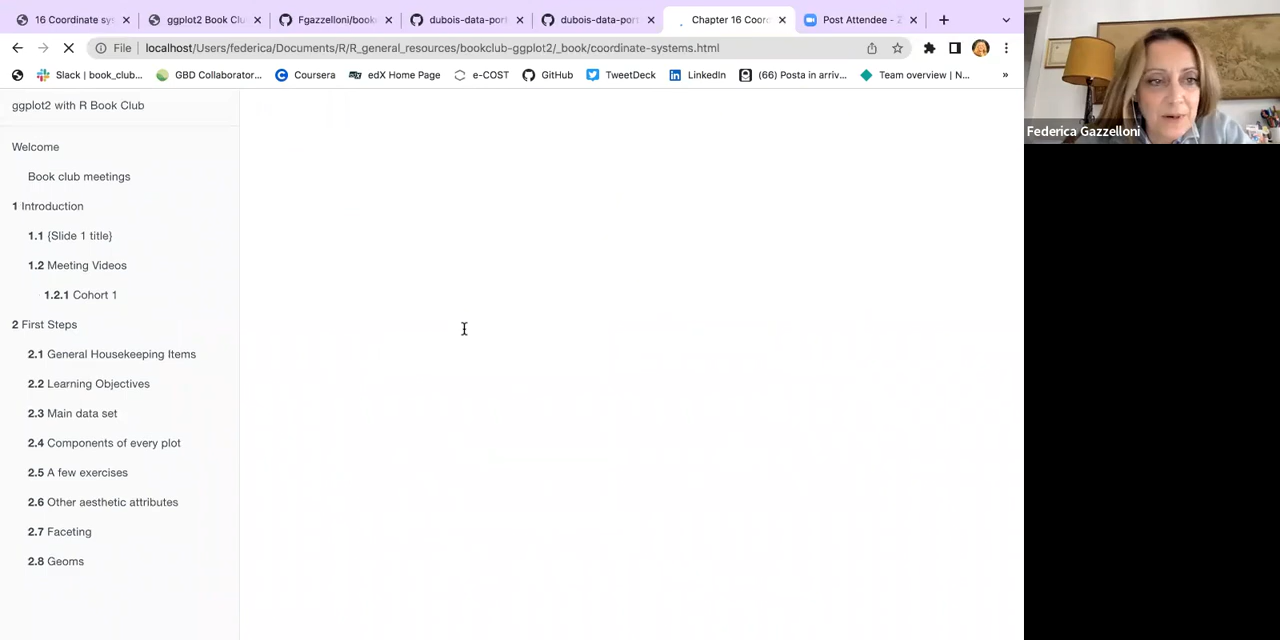 16 Coordinate sy
ggplot2 Book Clu
Fgazzelloni/book
dubois-data-port
dubois-data-port
Chapter 16 Coor
Post Attendee - Z
File
localhost/Users/federica/Documents/R/R_general_resources/bookclub-ggplot2/_book/coordinate-systems.html
Slack | book_club...
GBD Collaborator...
Coursera
edX Home Page
e-COST
GitHub
TweetDeck
LinkedIn
(66) Posta in arriv...
Team overview | N...
»
ggplot2 with R Book Club
Welcome
Book club meetings
1 Introduction
1.1 {Slide 1 title}
1.2 Meeting Videos
1.2.1 Cohort 1
2 First Steps
2.1 General Housekeeping Items
2.2 Learning Objectives
2.3 Main data set
2.4 Components of every plot
2.5 A few exercises
2.6 Other aesthetic attributes
2.7 Faceting
2.8 Geoms
Federica Gazzelloni